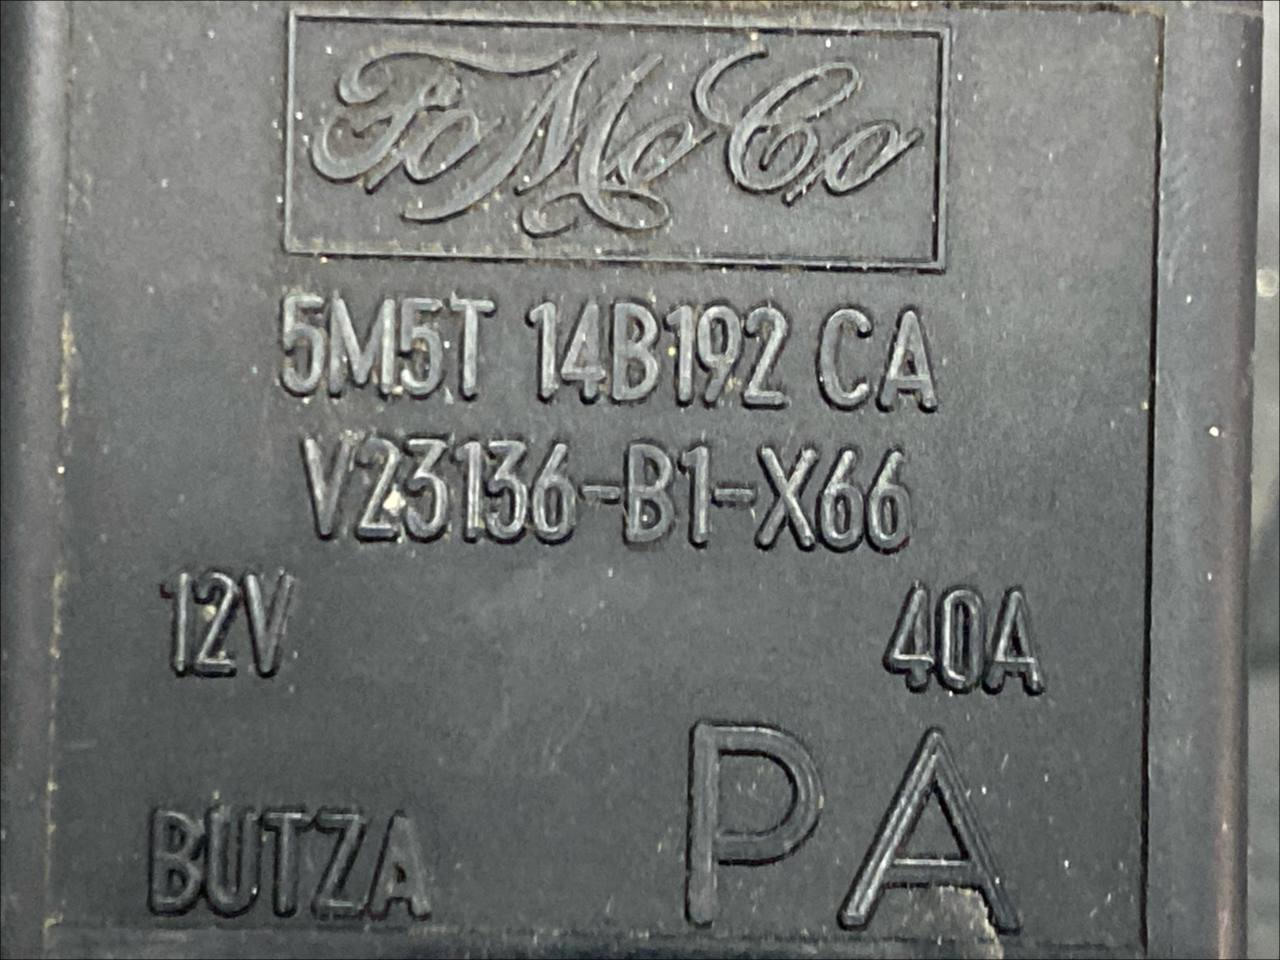 FoMoCo
5M5T 14B192 CA
V23136-B1-X66
12V 40A
BUTZA PA